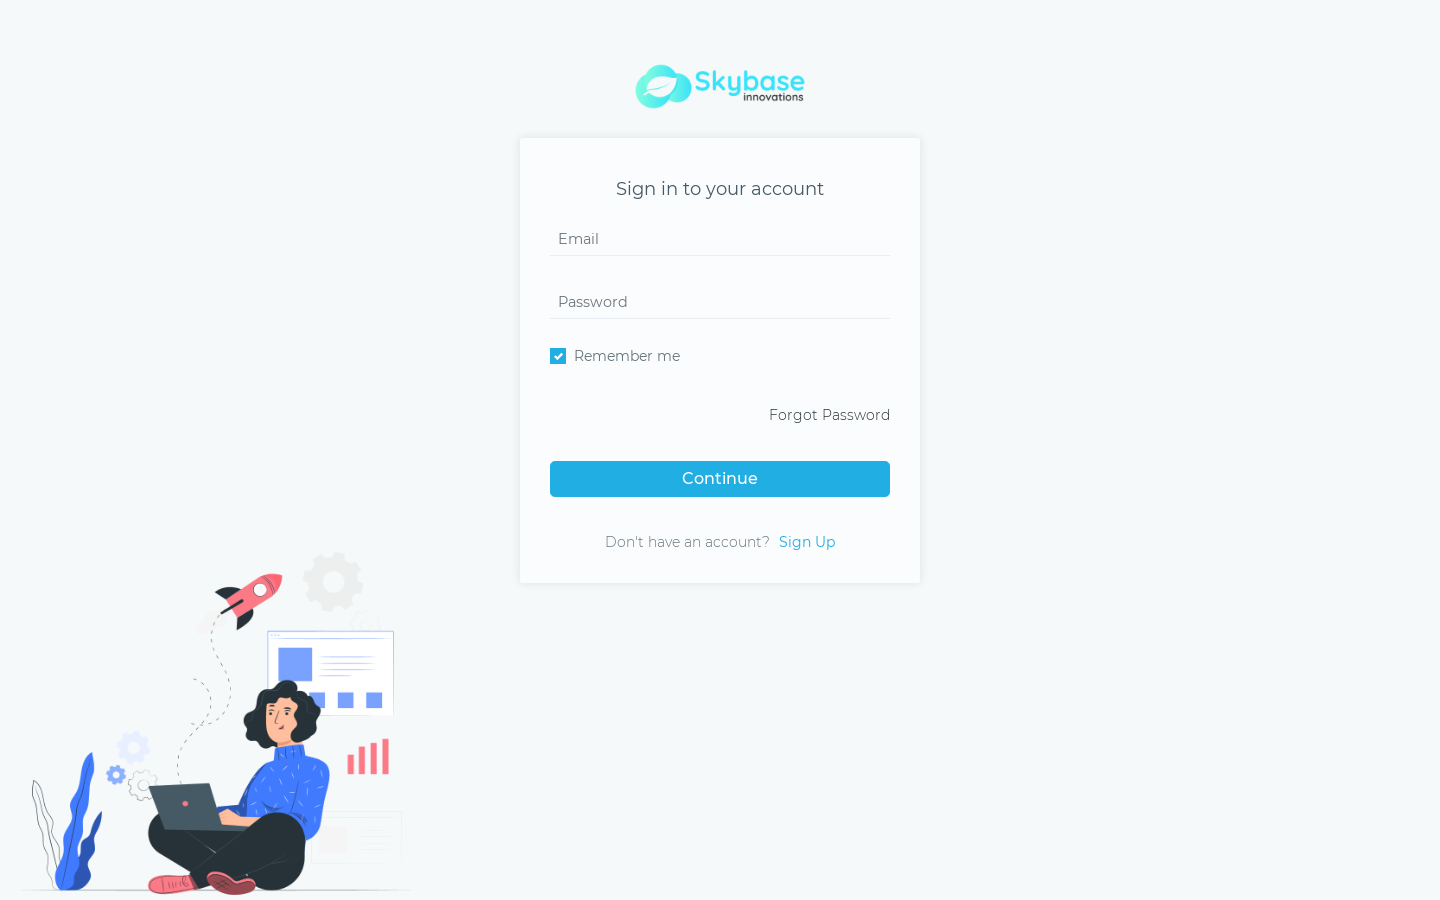 Skybase
innovations
Sign in to your account
Email
Password
Remember me
Forgot Password
Continue
Don't have an account? Sign Up